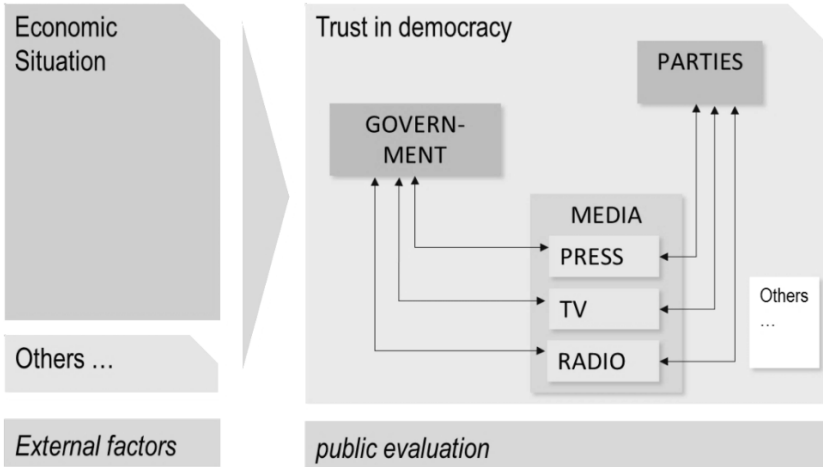 Economic
Situation
Others …
External factors
Trust in democracy
PARTIES
GOVERN-
MENT
MEDIA
PRESS
TV
RADIO
Others
…
public evaluation